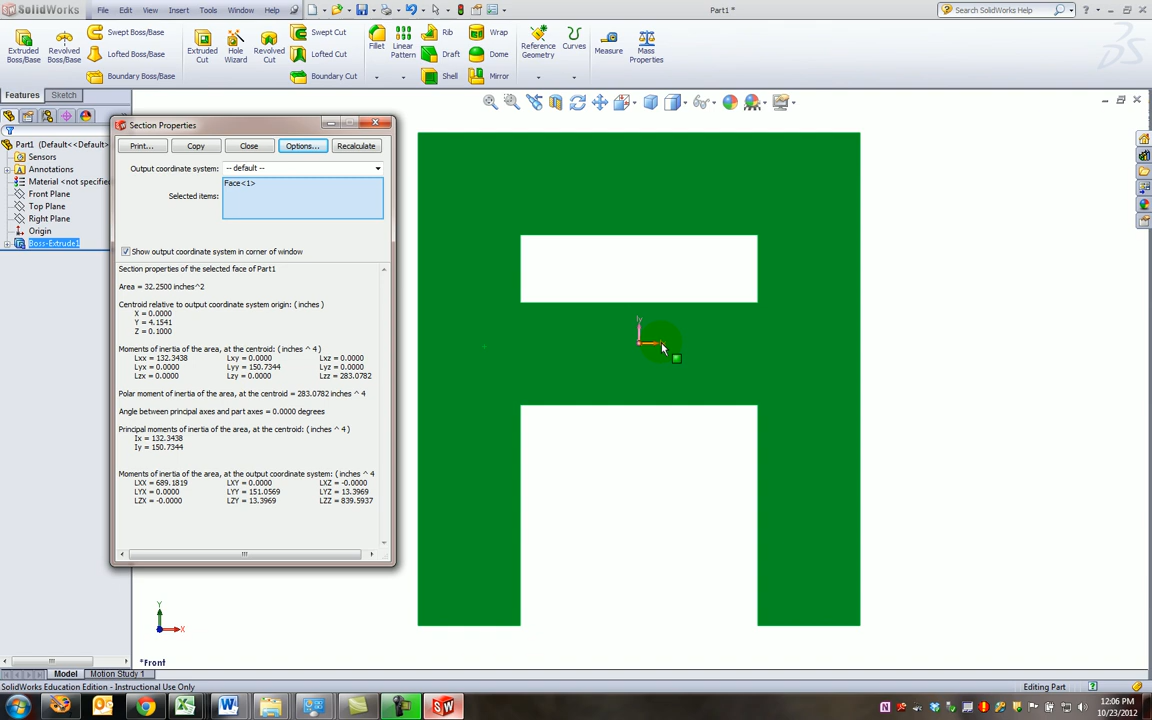 SolidWorks File Edit View Insert Tools Window Help Part1 * Search SolidWorks Help
Extruded Boss/Base
Revolved Boss/Base
Swept Boss/Base
Lofted Boss/Base
Boundary Boss/Base
Extruded Cut
Hole Wizard
Revolved Cut
Swept Cut
Lofted Cut
Boundary Cut
Fillet
Linear Pattern
Rib
Draft
Shell
Wrap
Dome
Mirror
Reference Geometry
Curves
Measure
Mass Properties
Features Sketch
Part1 (Default<<Default>
Sensors
Annotations
Material <not specified
Front Plane
Top Plane
Right Plane
Origin
Boss-Extrude1
Section Properties
Print... Copy Close Options... Recalculate
Output coordinate system: -- default --
Face<1>
Selected items:
Show output coordinate system in corner of window
Section properties of the selected face of Part1
Area = 32.2500 inches^2
Centroid relative to output coordinate system origin: ( inches )
X = 0.0000
Y = 4.1541
Z = 0.1000
Moments of inertia of the area, at the centroid: ( inches ^ 4 )
Lxx = 132.3438 Lxy = 0.0000 Lxz = 0.0000
Lyx = 0.0000 Lyy = 150.7344 Lyz = 0.0000
Lzx = 0.0000 Lzy = 0.0000 Lzz = 283.0782
Polar moment of inertia of the area, at the centroid = 283.0782 inches ^ 4
Angle between principal axes and part axes = 0.0000 degrees
Principal moments of inertia of the area, at the centroid: ( inches ^ 4 )
Ix = 132.3438
Iy = 150.7344
Moments of inertia of the area, at the output coordinate system: ( inches ^ 4
LXX = 689.1819 LXY = 0.0000 LXZ = -0.0000
LYX = 0.0000 LYY = 151.0569 LYZ = 13.3969
LZX = -0.0000 LZY = 13.3969 LZZ = 839.5937
Iy
Y
X
*Front
Model Motion Study 1
SolidWorks Education Edition - Instructional Use Only Editing Part
12:06 PM
10/23/2012